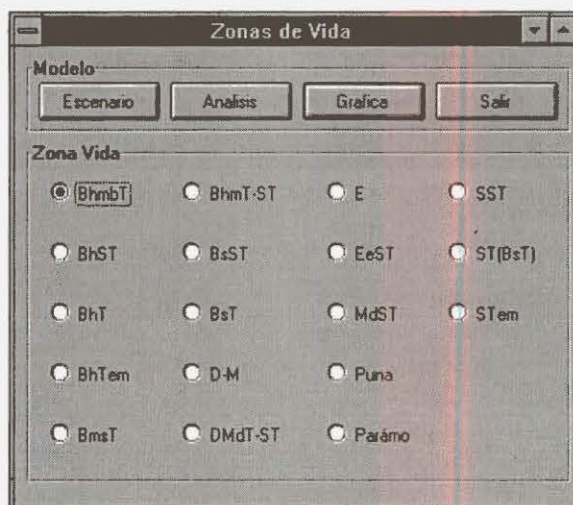 Zonas de Vida
Modelo
Escenario Analisis Grafica Salir
Zona Vida
BhmbT BhmT-ST E SST
BhST BsST EeST ST(BsT)
BhT BsT MdST STem
BhTem D-M Puna
BmsT DMdT-ST Parámo